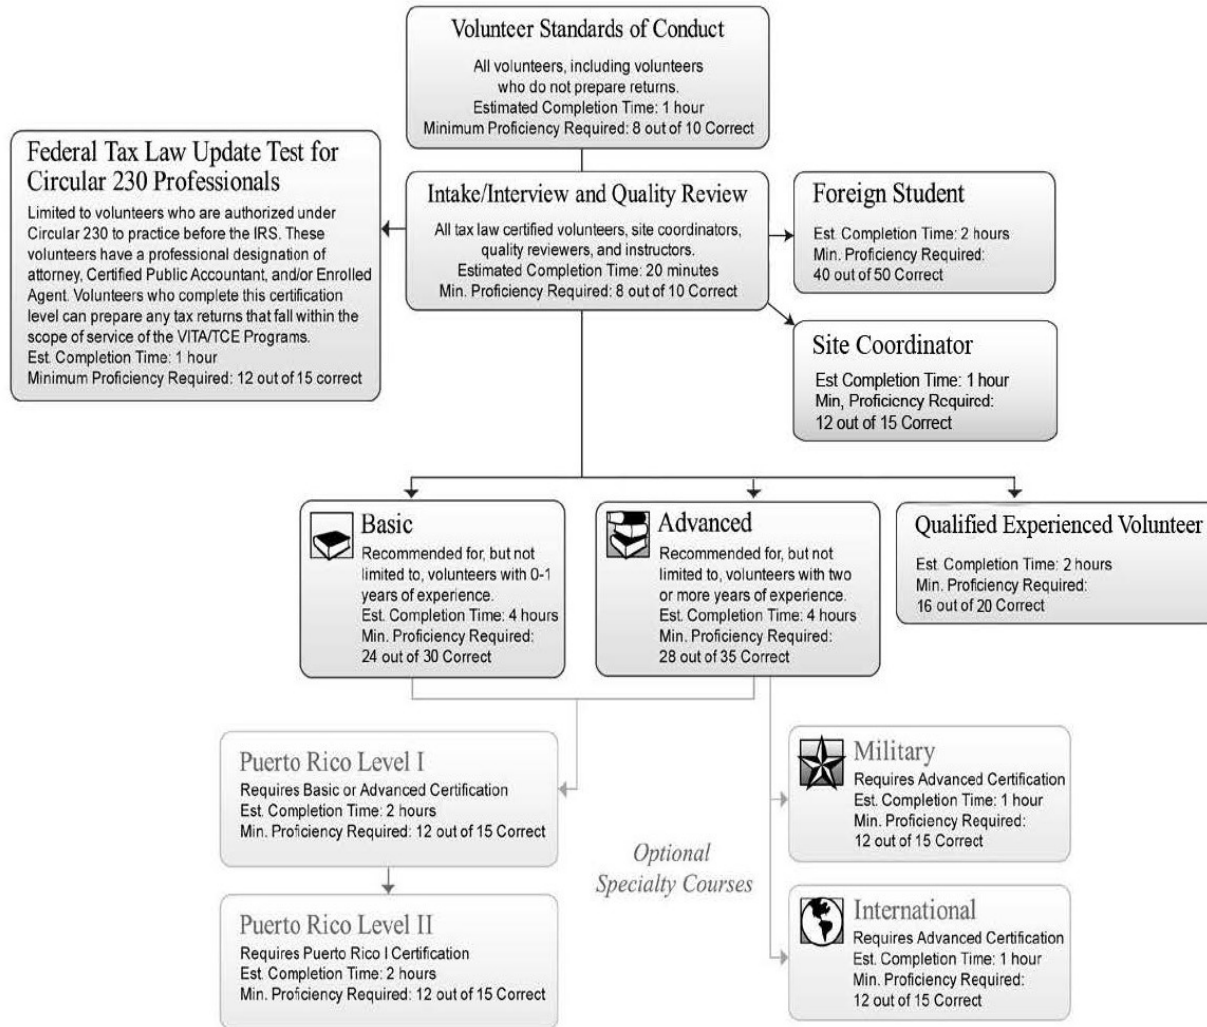 Volunteer Standards of Conduct
All volunteers, including volunteers
who do not prepare returns.
Estimated Completion Time: 1 hour
Minimum Proficiency Required: 8 out of 10 Correct
Federal Tax Law Update Test for
Circular 230 Professionals
Limited to volunteers who are authorized under
Circular 230 to practice before the IRS. These
volunteers have a professional designation of
attorney, Certified Public Accountant, and/or Enrolled
Agent. Volunteers who complete this certification
level can prepare any tax returns that fall within the
scope of service of the VITA/TCE Programs.
Est. Completion Time: 1 hour
Minimum Proficiency Required: 12 out of 15 correct
Intake/Interview and Quality Review
All tax law certified volunteers, site coordinators,
quality reviewers, and instructors.
Estimated Completion Time: 20 minutes
Min. Proficiency Required: 8 out of 10 Correct
Foreign Student
Est. Completion Time: 2 hours
Min. Proficiency Required:
40 out of 50 Correct
Site Coordinator
Est Completion Time: 1 hour
Min, Proficiency Required:
12 out of 15 Correct
Basic
Recommended for, but not
limited to, volunteers with 0-1
years of experience.
Est. Completion Time: 4 hours
Min. Proficiency Required:
24 out of 30 Correct
Advanced
Recommended for, but not
limited to, volunteers with two
or more years of experience.
Est. Completion Time: 4 hours
Min. Proficiency Required:
28 out of 35 Correct
Qualified Experienced Volunteer
Est. Completion Time: 2 hours
Min. Proficiency Required:
16 out of 20 Correct
Puerto Rico Level I
Requires Basic or Advanced Certification
Est. Completion Time: 2 hours
Min. Proficiency Required: 12 out of 15 Correct
Puerto Rico Level II
Requires Puerto Rico I Certification
Est. Completion Time: 2 hours
Min. Proficiency Required: 12 out of 15 Correct
Optional
Specialty Courses
Military
Requires Advanced Certification
Est. Completion Time: 1 hour
Min. Proficiency Required:
12 out of 15 Correct
International
Requires Advanced Certification
Est. Completion Time: 1 hour
Min. Proficiency Required:
12 out of 15 Correct